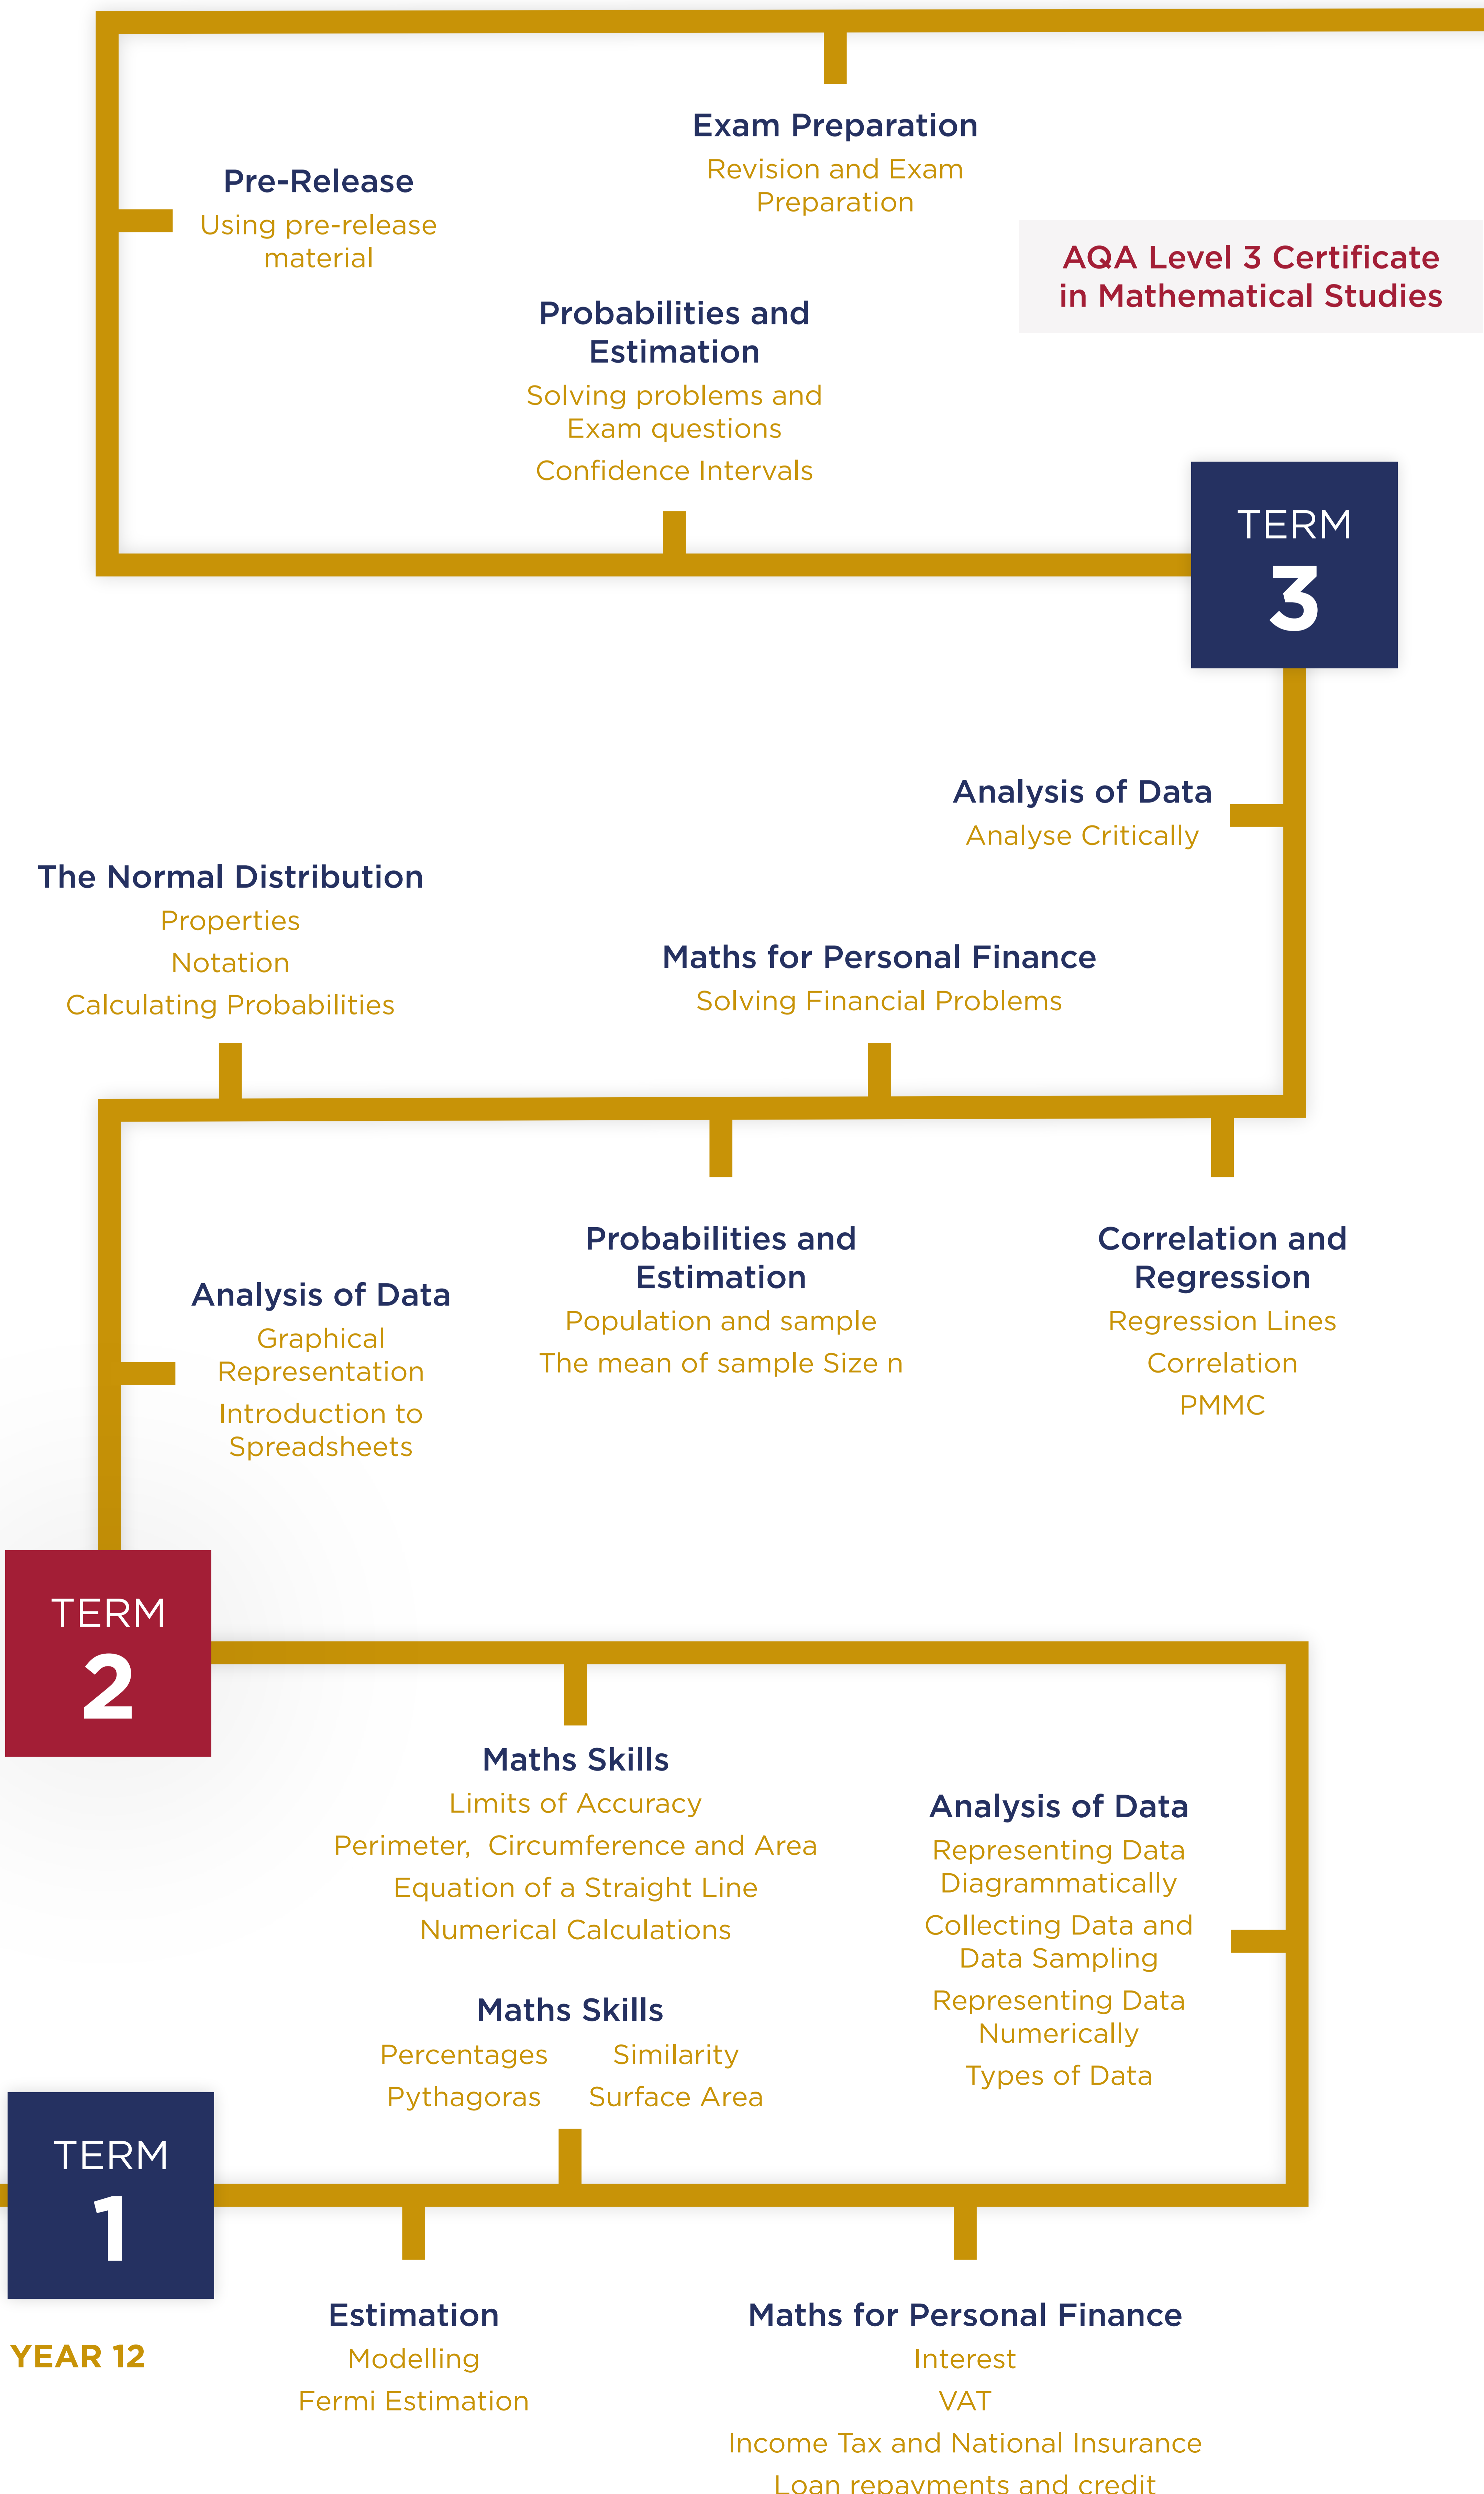 Exam Preparation
Revision and Exam
Preparation
Pre-Release
Using pre-release
material
AQA Level 3 Certificate
in Mathematical Studies
Probabilities and
Estimation
Solving problems and
Exam questions
Confidence Intervals
TERM
3
Analysis of Data
Analyse Critically
The Normal Distribution
Properties
Notation
Calculating Probabilities
Maths for Personal Finance
Solving Financial Problems
Analysis of Data
Graphical
Representation
Introduction to
Spreadsheets
Probabilities and
Estimation
Population and sample
The mean of sample Size n
Correlation and
Regression
Regression Lines
Correlation
PMMC
TERM
2
Maths Skills
Limits of Accuracy
Perimeter,  Circumference and Area
Equation of a Straight Line
Numerical Calculations
Analysis of Data
Representing Data
Diagrammatically
Collecting Data and
Data Sampling
Representing Data
Numerically
Types of Data
Maths Skills
Percentages Similarity
Pythagoras Surface Area
TERM
1
YEAR 12
Estimation
Modelling
Fermi Estimation
Maths for Personal Finance
Interest
VAT
Income Tax and National Insurance
Loan repayments and credit